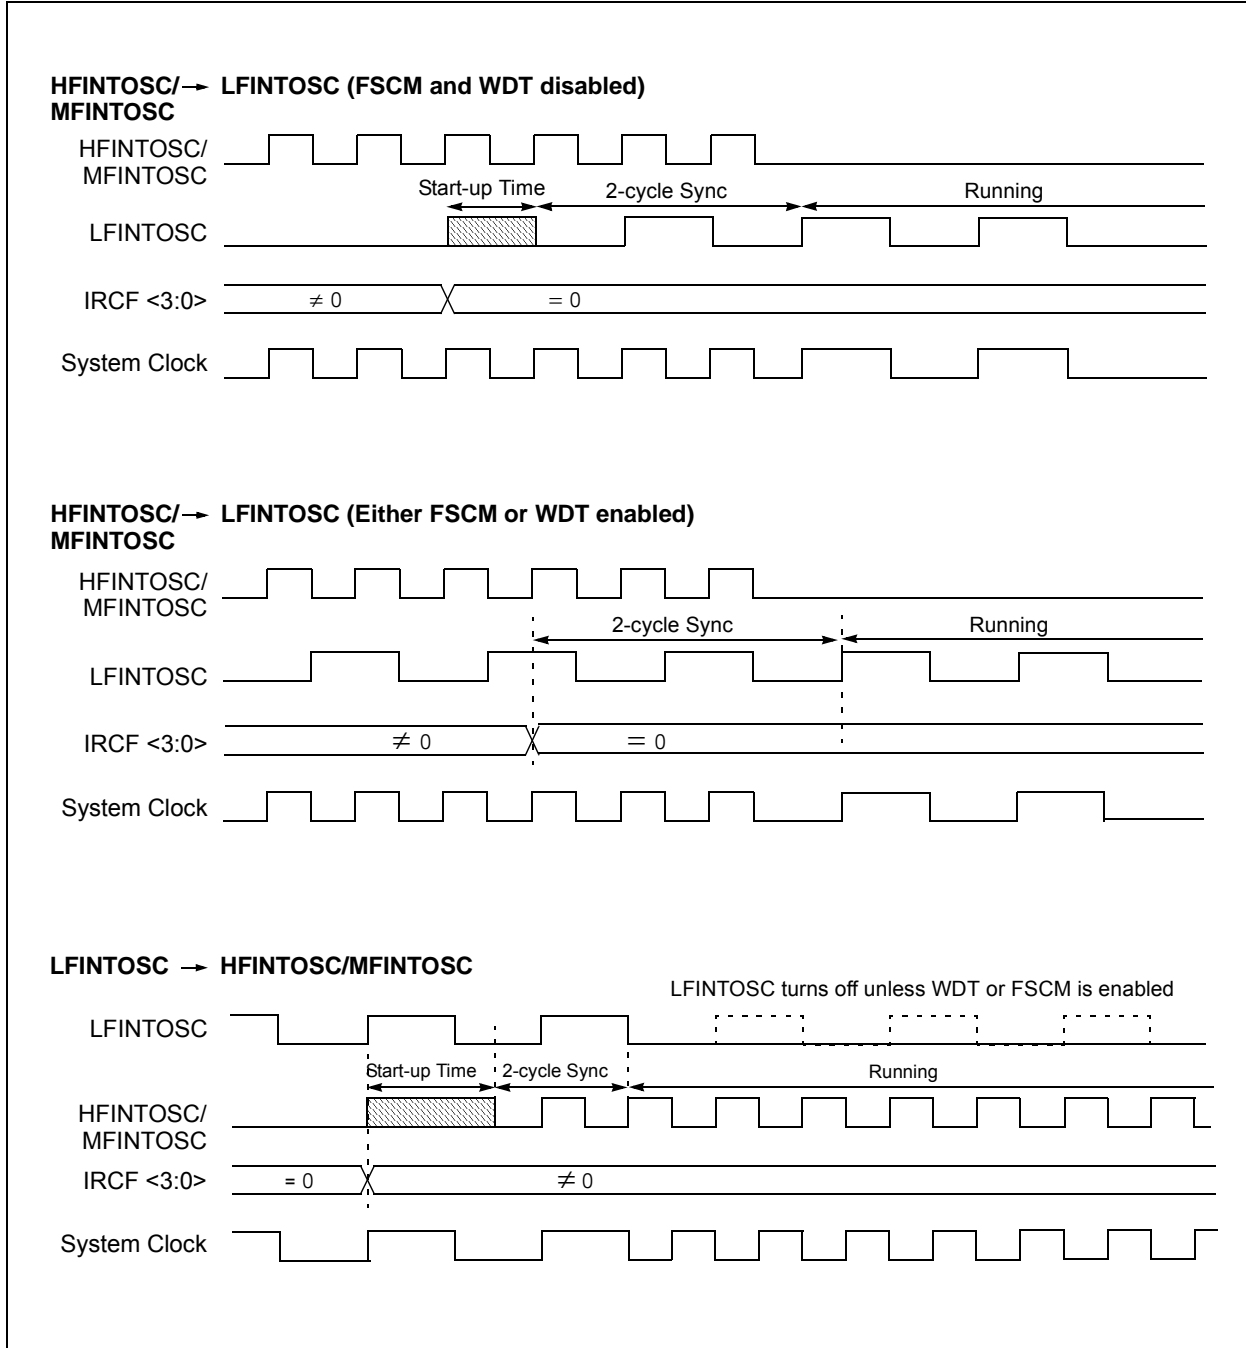 HFINTOSC/→ LFINTOSC (FSCM and WDT disabled)
MFINTOSC
HFINTOSC/
MFINTOSC
Start-up Time 2-cycle Sync Running
LFINTOSC
IRCF <3:0> ≠ 0 = 0
System Clock
HFINTOSC/→ LFINTOSC (Either FSCM or WDT enabled)
MFINTOSC
HFINTOSC/
MFINTOSC
2-cycle Sync Running
LFINTOSC
IRCF <3:0> ≠ 0 = 0
System Clock
LFINTOSC → HFINTOSC/MFINTOSC
LFINTOSC turns off unless WDT or FSCM is enabled
LFINTOSC
Start-up Time 2-cycle Sync Running
HFINTOSC/
MFINTOSC
IRCF <3:0> = 0 ≠ 0
System Clock